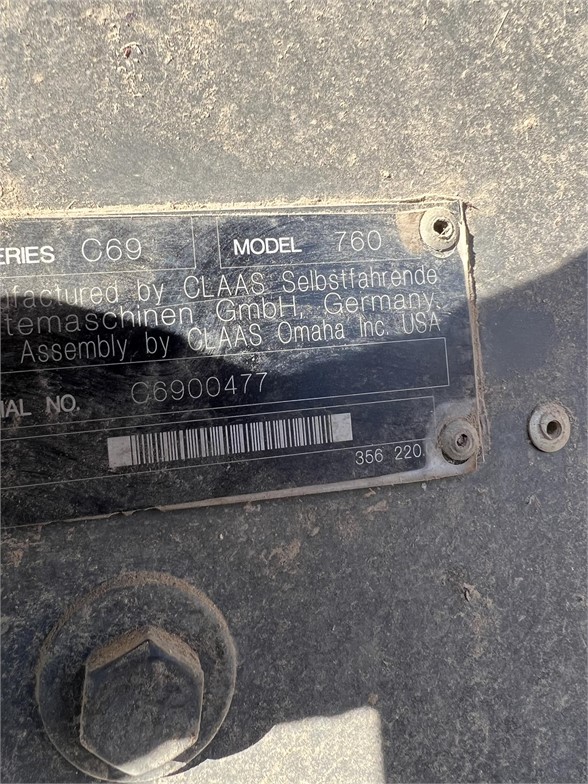 ERIES C69 MODEL 760
nufactured by CLAAS Selbstfahrende
temaschinen GmbH, Germany.
Assembly by CLAAS Omaha Inc. USA
IAL NO. C6900477
356 220.